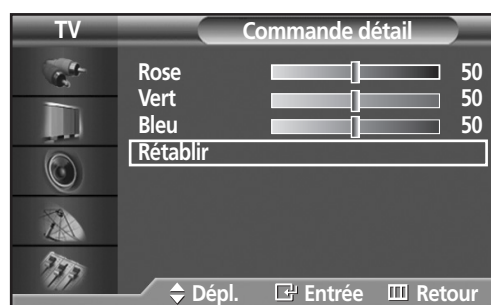 TV Commande détail
Rose 50
Vert 50
Bleu 50
Rétablir
Dépl. Entrée Retour